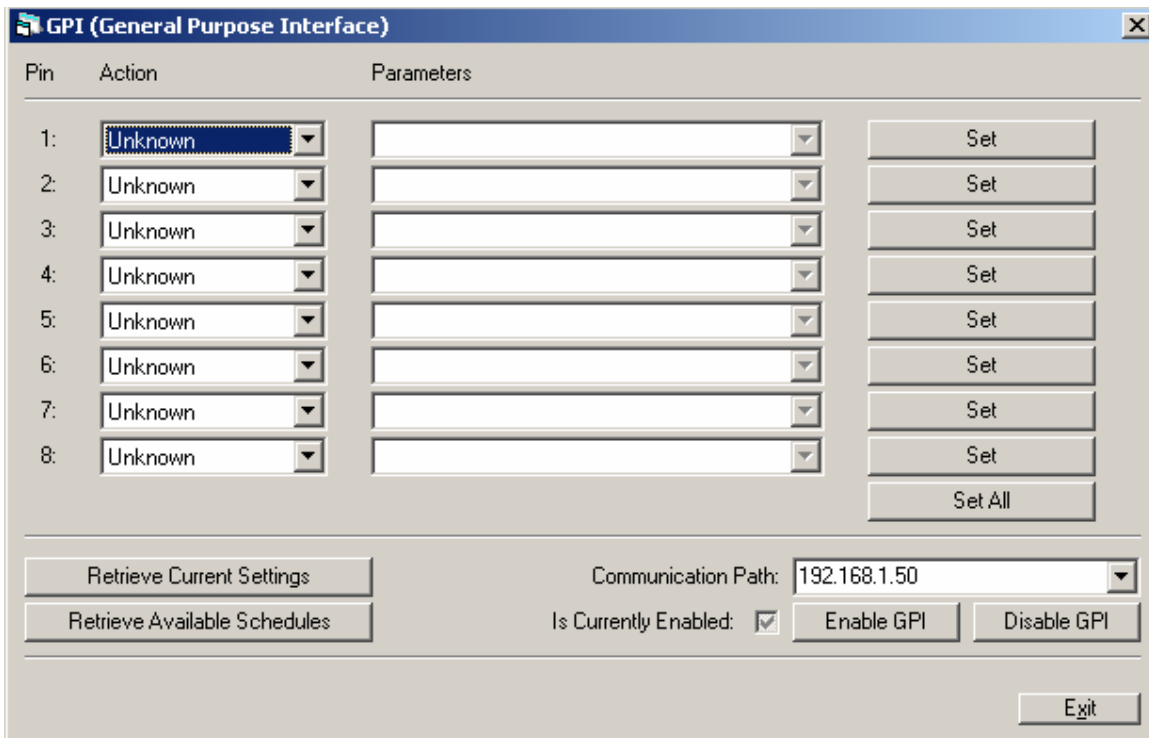 GPI (General Purpose Interface)
Pin Action Parameters
1: Unknown Set
2: Unknown Set
3: Unknown Set
4: Unknown Set
5: Unknown Set
6: Unknown Set
7: Unknown Set
8: Unknown Set
Set All
Retrieve Current Settings Communication Path: 192.168.1.50
Retrieve Available Schedules Is Currently Enabled: Enable GPI Disable GPI
Exit